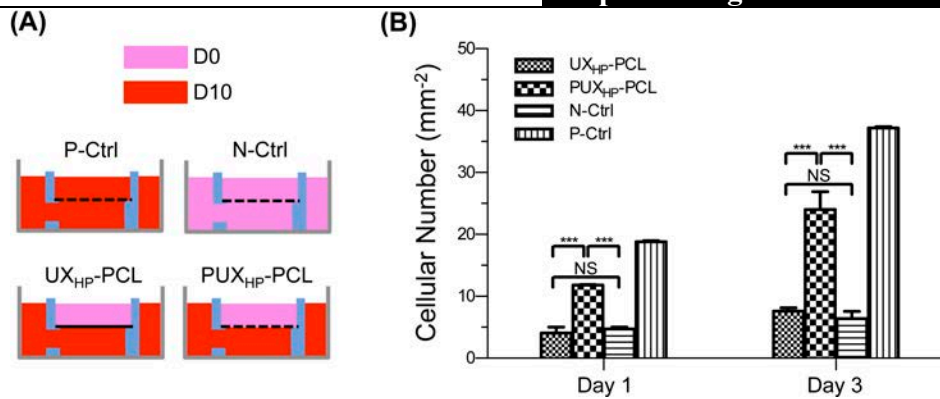 (A)
D0
D10
P-Ctrl
N-Ctrl
UXHP-PCL
PUXHP-PCL
(B)
Cellular Number (mm-2)
50
40
30
20
10
0
UXHP-PCL
PUXHP-PCL
N-Ctrl
P-Ctrl
*** ***
NS
*** ***
NS
Day 1
Day 3